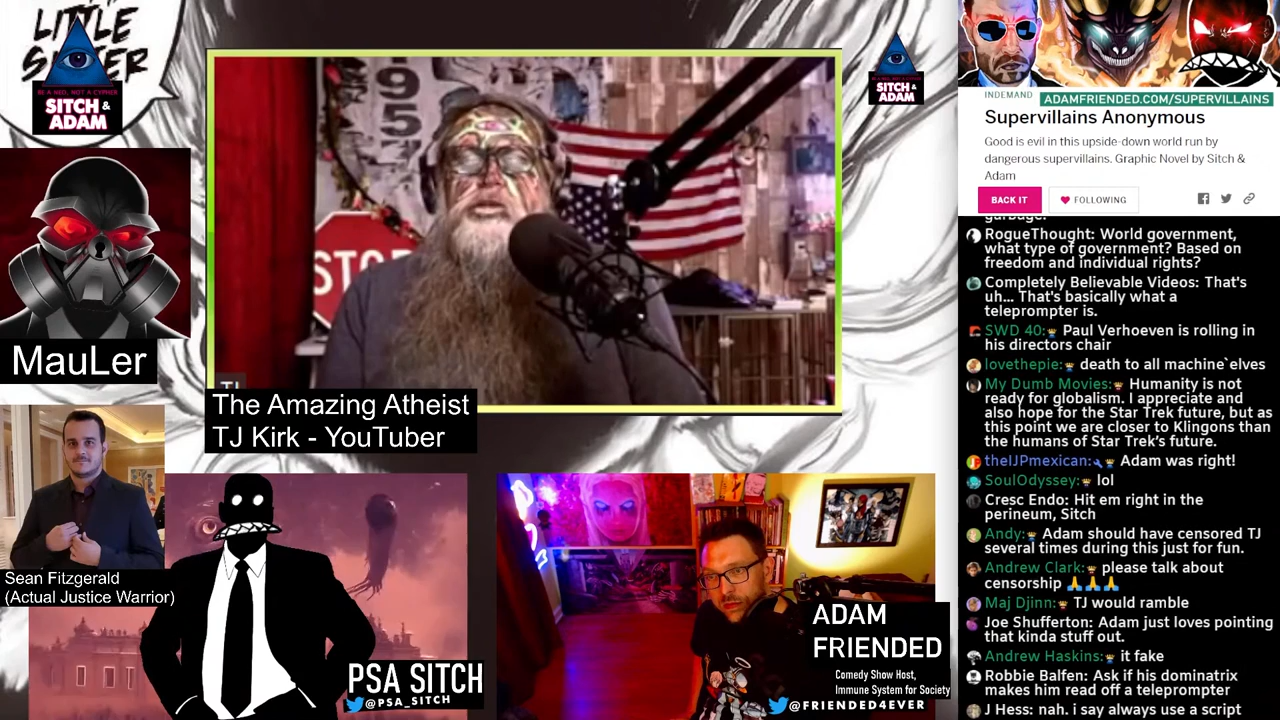 LITTLE
SISTER
BE A NEO, NOT A CYPHER
SITCH &
ADAM
MauLer
1957
STOP
TJ
The Amazing Atheist
TJ Kirk - YouTuber
SITCH &
ADAM
Sean Fitzgerald
(Actual Justice Warrior)
PSA SITCH
@PSA_SITCH
ADAM
FRIENDED
Comedy Show Host,
Immune System for Society
@FRIENDED4EVER
INDEMAND
ADAMFRIENDED.COM/SUPERVILLAINS
Supervillains Anonymous
Good is evil in this upside-down world run by
dangerous supervillains. Graphic Novel by Sitch &
Adam
BACK IT
FOLLOWING
garbage.
RogueThought: World government,
what type of government? Based on
freedom and individual rights?
Completely Believable Videos: That's
uh... That's basically what a
teleprompter is.
SWD 40: Paul Verhoeven is rolling in
his directors chair
lovethepie: death to all machine`elves
My Dumb Movies: Humanity is not
ready for globalism. I appreciate and
also hope for the Star Trek future, but as
this point we are closer to Klingons than
the humans of Star Trek's future.
theIJPmexican: Adam was right!
SoulOdyssey: lol
Cresc Endo: Hit em right in the
perineum, Sitch
Andy: Adam should have censored TJ
several times during this just for fun.
Andrew Clark: please talk about
censorship 🙏🙏🙏
Maj Djinn: TJ would ramble
Joe Shufferton: Adam just loves pointing
that kinda stuff out.
Andrew Haskins: it fake
Robbie Balfen: Ask if his dominatrix
makes him read off a teleprompter
J Hess: nah. i say always use a script